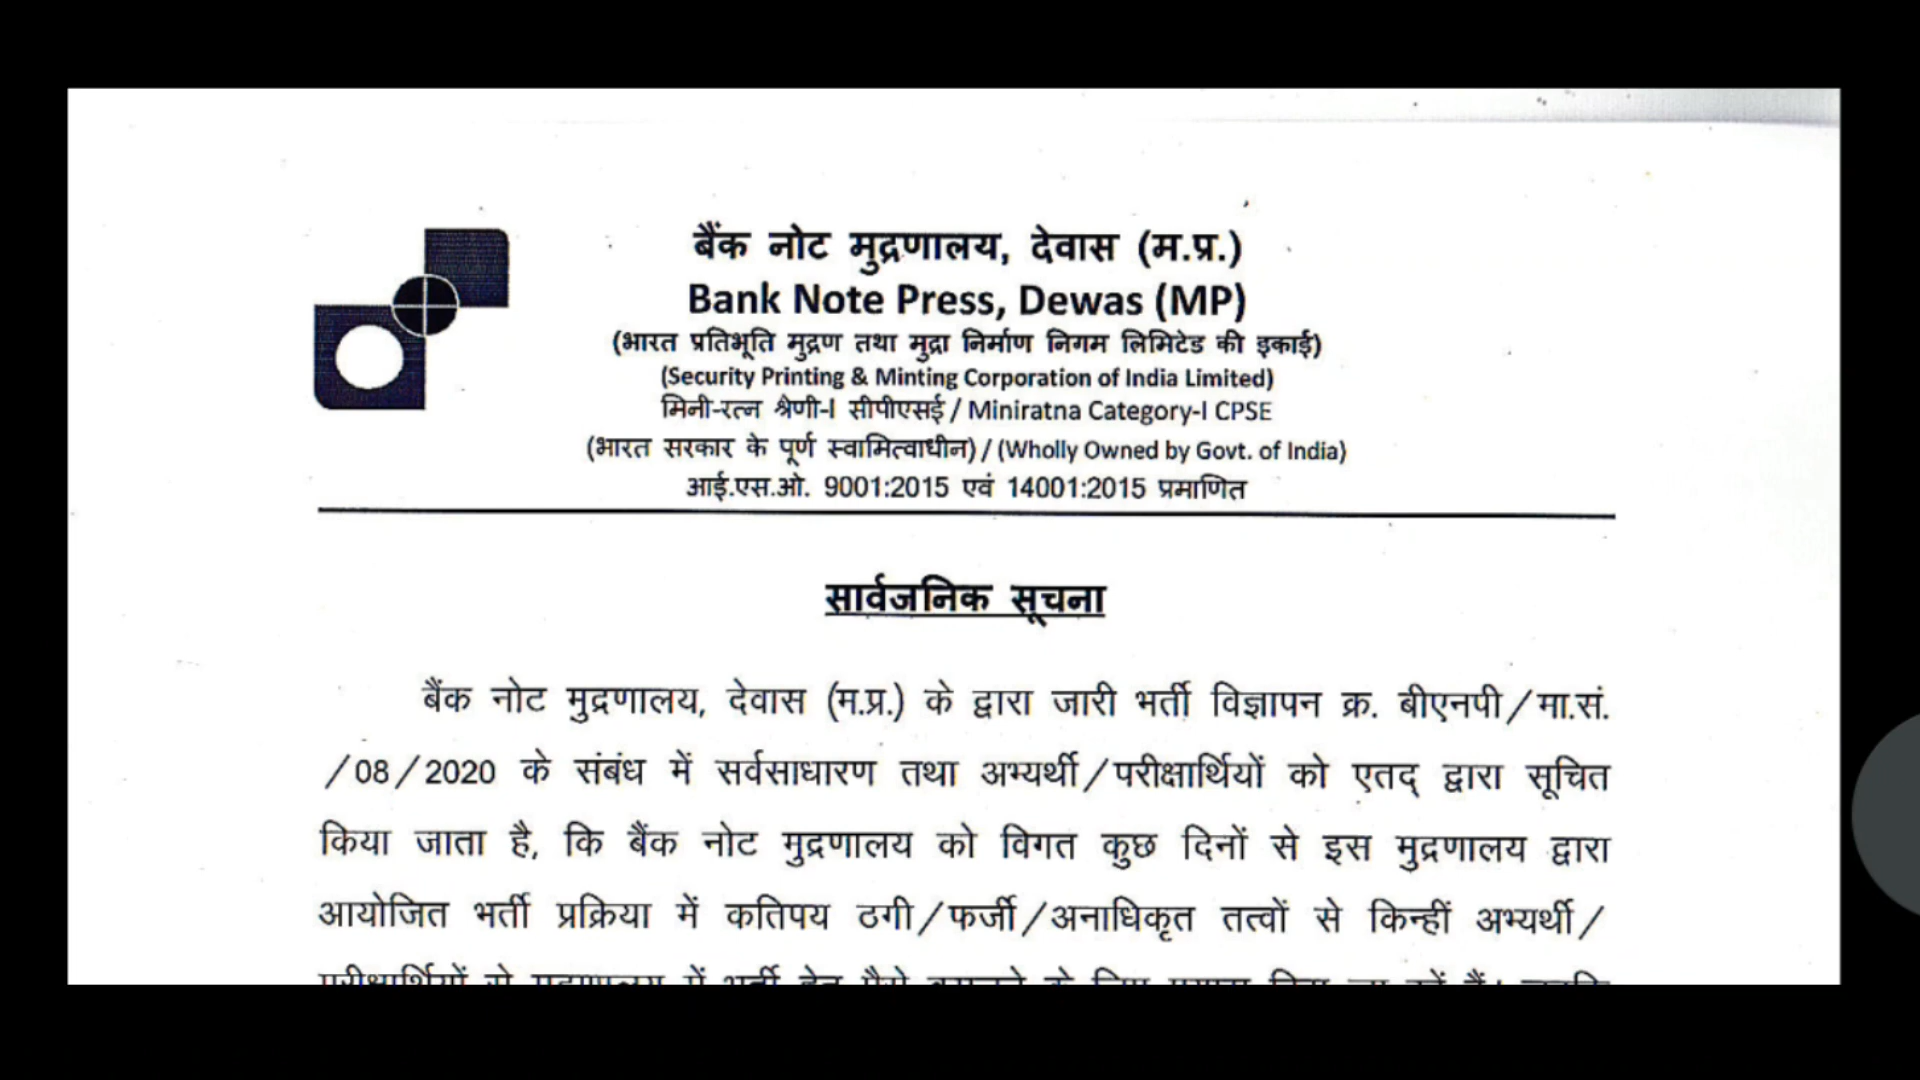 बैंक नोट मुद्रणालय, देवास (म.प्र.)
Bank Note Press, Dewas (MP)
(भारत प्रतिभूति मुद्रण तथा मुद्रा निर्माण निगम लिमिटेड की इकाई)
(Security Printing & Minting Corporation of India Limited)
मिनी-रत्न श्रेणी-I सीपीएसई / Miniratna Category-I CPSE
(भारत सरकार के पूर्ण स्वामित्वाधीन) / (Wholly Owned by Govt. of India)
आई.एस.ओ. 9001:2015 एवं 14001:2015 प्रमाणित
सार्वजनिक सूचना
बैंक नोट मुद्रणालय, देवास (म.प्र.) के द्वारा जारी भर्ती विज्ञापन क्र. बीएनपी/मा.सं.
/08/2020 के संबंध में सर्वसाधारण तथा अभ्यर्थी/परीक्षार्थियों को एतद् द्वारा सूचित
किया जाता है, कि बैंक नोट मुद्रणालय को विगत कुछ दिनों से इस मुद्रणालय द्वारा
आयोजित भर्ती प्रक्रिया में कतिपय ठगी/फर्जी/अनाधिकृत तत्वों से किन्हीं अभ्यर्थी/